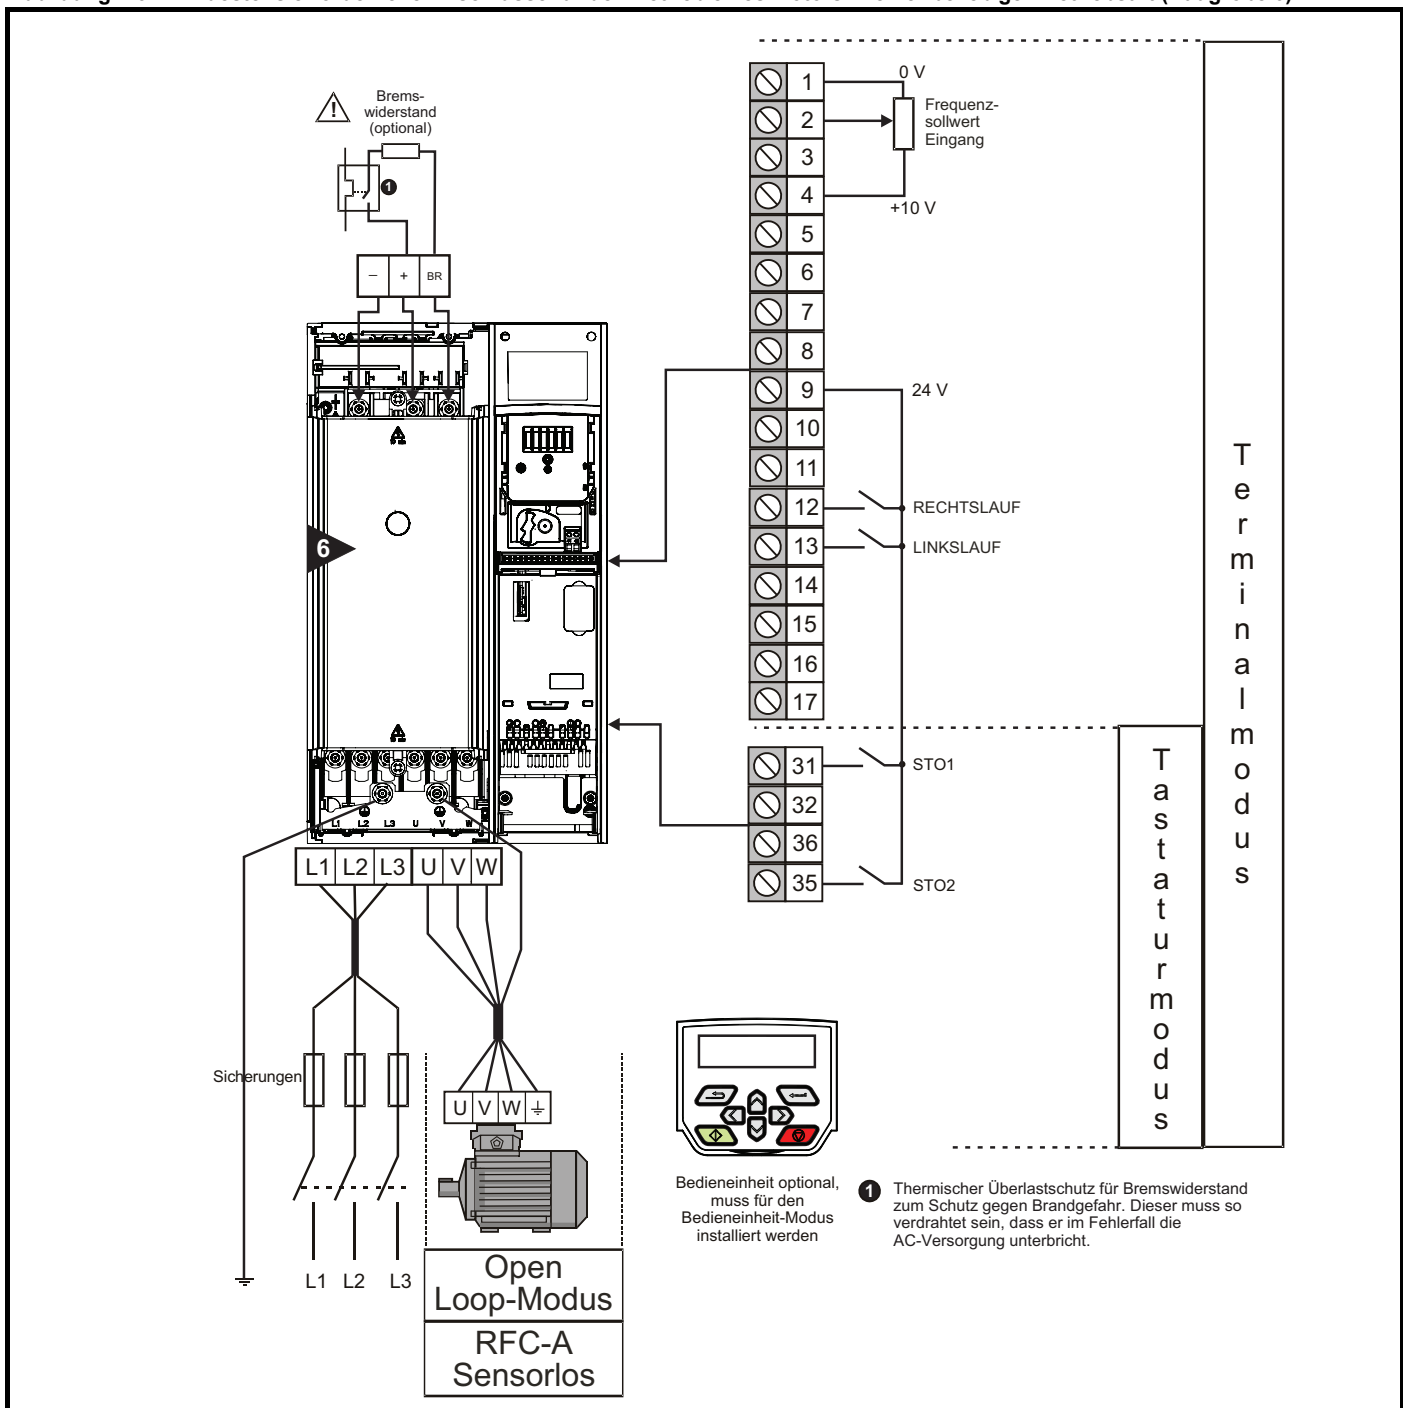 Brems-
widerstand
(optional)
1
– + BR
6
L1 L2 L3 U V W
L1 L2 L3 U V W
Sicherungen
U V W
L1 L2 L3
Open
Loop-Modus
RFC-A
Sensorlos
1
2
3
4
5
6
7
8
9
10
11
12
13
14
15
16
17
0 V
Frequenz-
sollwert
Eingang
+10 V
24 V
RECHTSLAUF
LINKSLAUF
31
32
36
35
STO1
STO2
Terminalmodus
Tastaturmodus
Bedieneinheit optional,
muss für den
Bedieneinheit-Modus
installiert werden
1 Thermischer Überlastschutz für Bremswiderstand
zum Schutz gegen Brandgefahr. Dieser muss so
verdrahtet sein, dass er im Fehlerfall die
AC-Versorgung unterbricht.